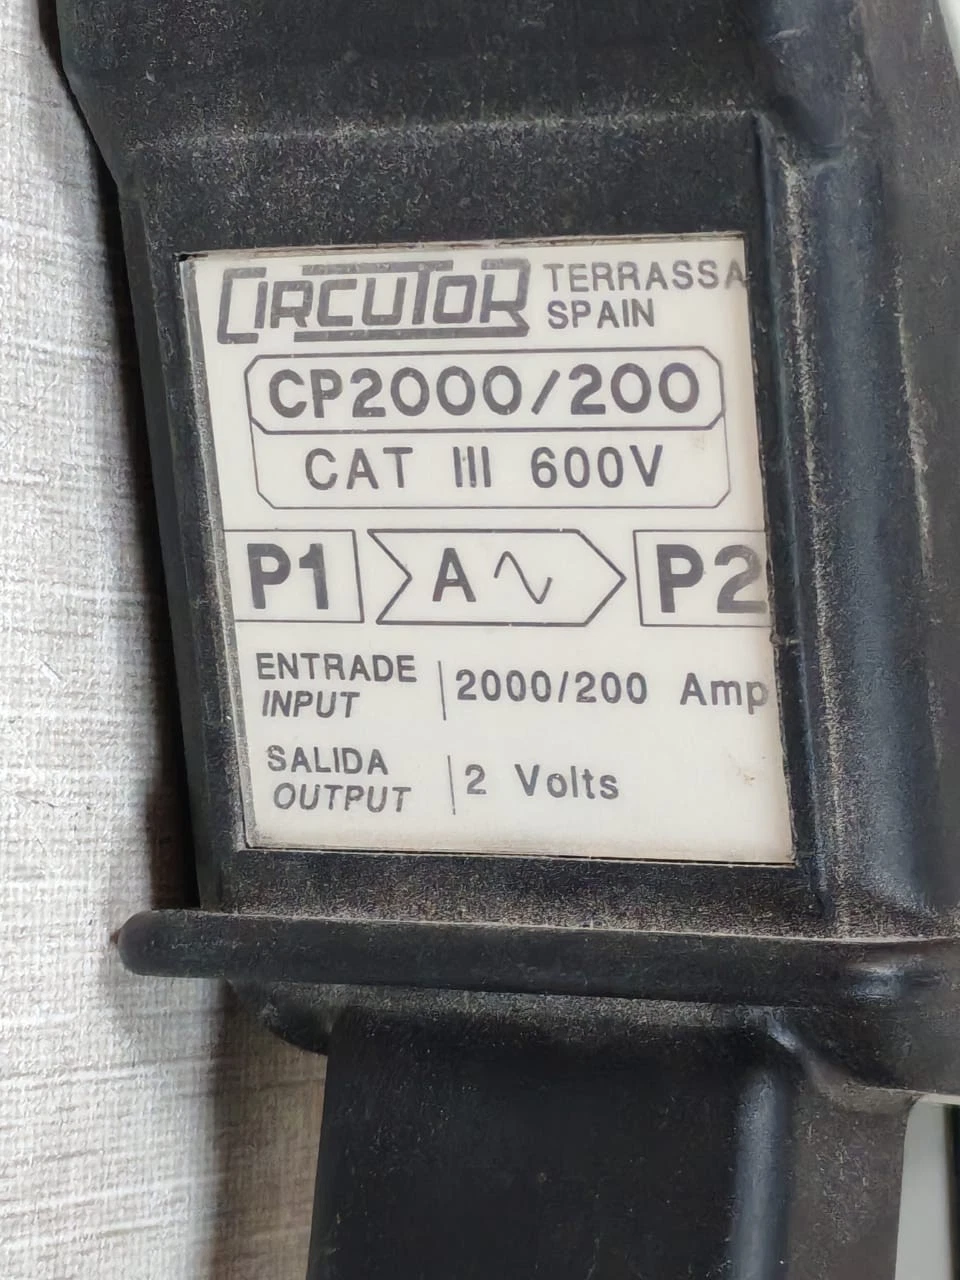 CIRCUTOR TERRASSA
SPAIN
CP2000/200
CAT III 600V
P1 A P2
ENTRADE
INPUT
2000/200 Amp
SALIDA
OUTPUT
2 Volts